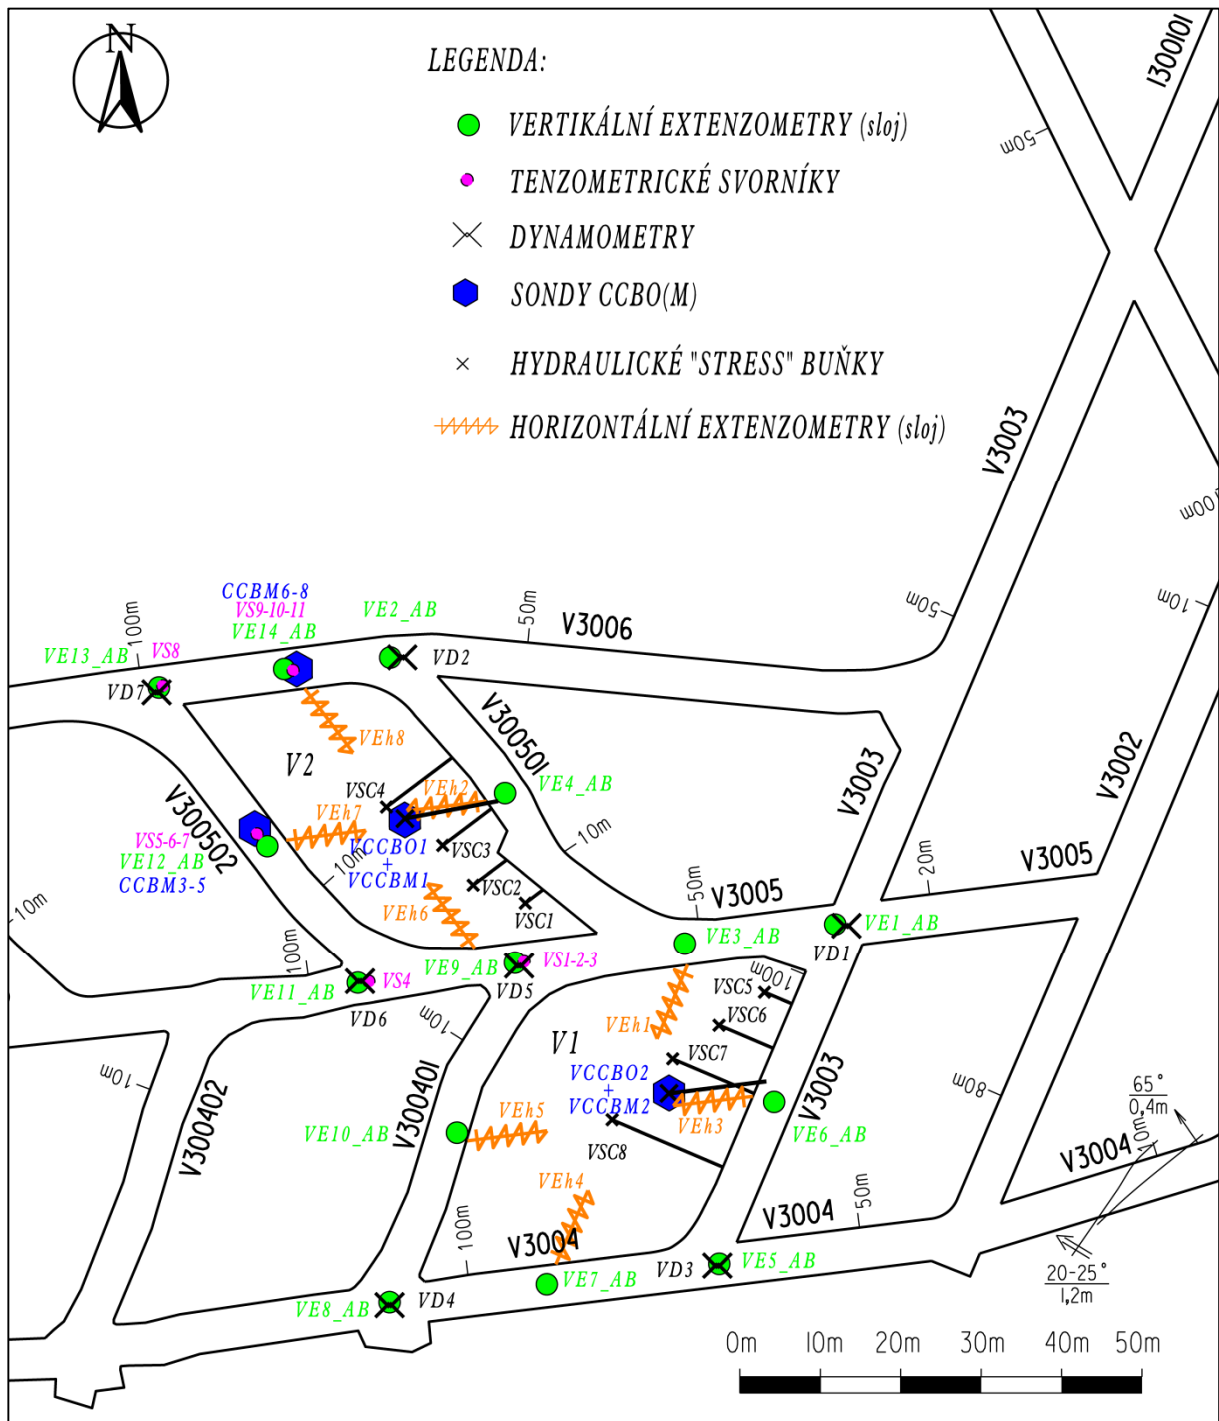 N
LEGENDA:
VERTIKÁLNÍ EXTENZOMETRY (sloj)
TENZOMETRICKÉ SVORNÍKY
DYNAMOMETRY
SONDY CCBO(M)
HYDRAULICKÉ "STRESS" BUŇKY
HORIZONTÁLNÍ EXTENZOMETRY (sloj)
1300101
50m
V3003
100m
10m
50m
V3002
CCBM6-8
VS9-10-11
VE14_AB
VE2_AB
50m
V3006
100m
VE13_AB
VS8
VD7
VD2
V300501
VEh8
V2
VSC4
VEh2
VE4_AB
V3003
V300502
VEh7
VS5-6-7
VE12_AB
CCBM3-5
10m
VCCBO1
+
VCCBM1
VSC3
10m
VSC2
VSC1
VEh6
10m
50m
V3005
20m
V3005
VE3_AB
VD1
VE1_AB
100m
VE9_AB
VS1-2-3
VD5
VE11_AB
VS4
VD6
100m
VSC5
VSC6
VSC7
VEh1
V1
10m
10m
V300402
V300401
VCCBO2
+
VCCBM2
VEh3
V3003
80m
VE6_AB
VEh5
VE10_AB
VSC8
VEh4
65°
0,4m
10m
V3004
V3004
50m
100m
V3004
VD3
VE5_AB
VE7_AB
VE8_AB
VD4
20-25°
1,2m
0m 10m 20m 30m 40m 50m